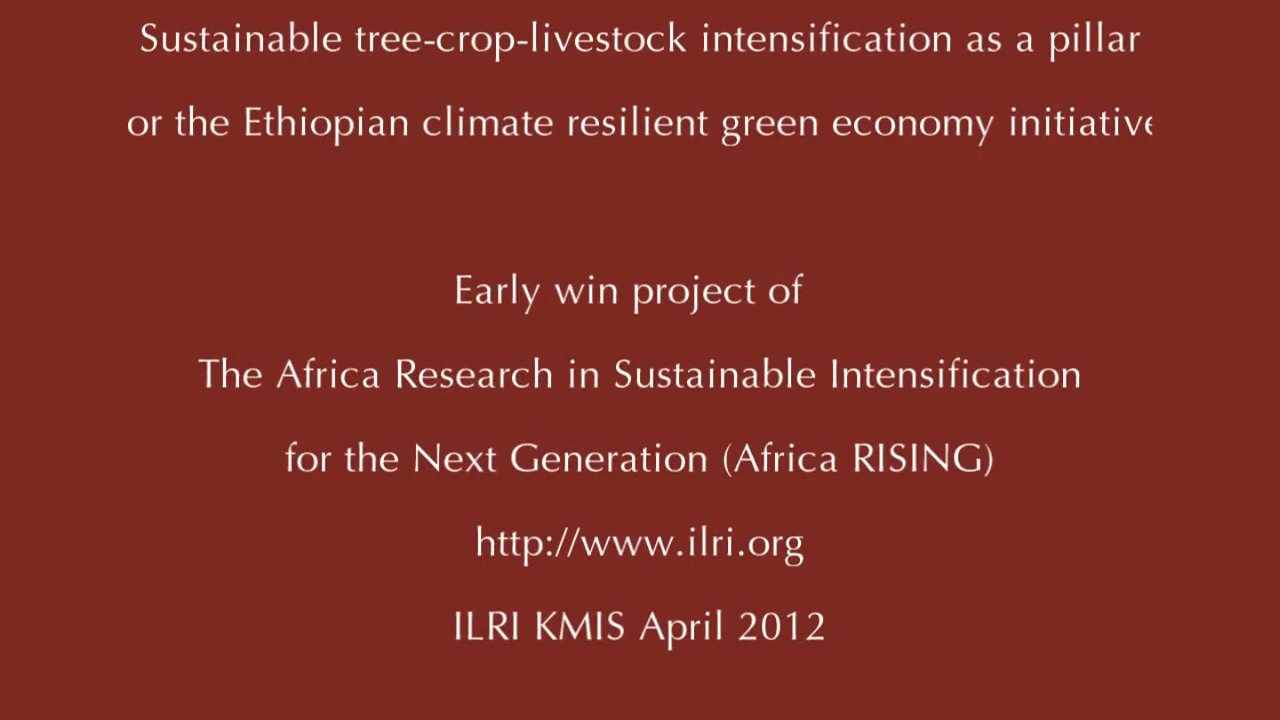 Sustainable tree-crop-livestock intensification as a pillar
or the Ethiopian climate resilient green economy initiative
Early win project of
The Africa Research in Sustainable Intensification
for the Next Generation (Africa RISING)
http://www.ilri.org
ILRI KMIS April 2012